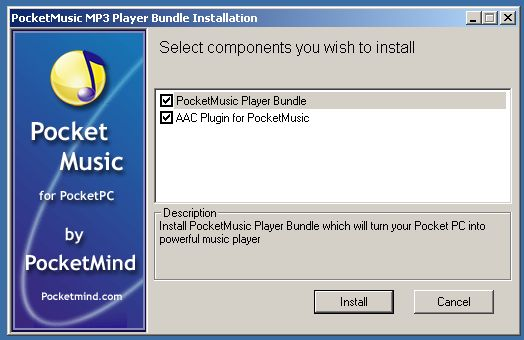 PocketMusic MP3 Player Bundle Installation
Pocket
Music
for PocketPC
by
PocketMind
Pocketmind.com
Select components you wish to install
PocketMusic Player Bundle
AAC Plugin for PocketMusic
Description
Install PocketMusic Player Bundle which will turn your Pocket PC into
powerful music player
Install
Cancel